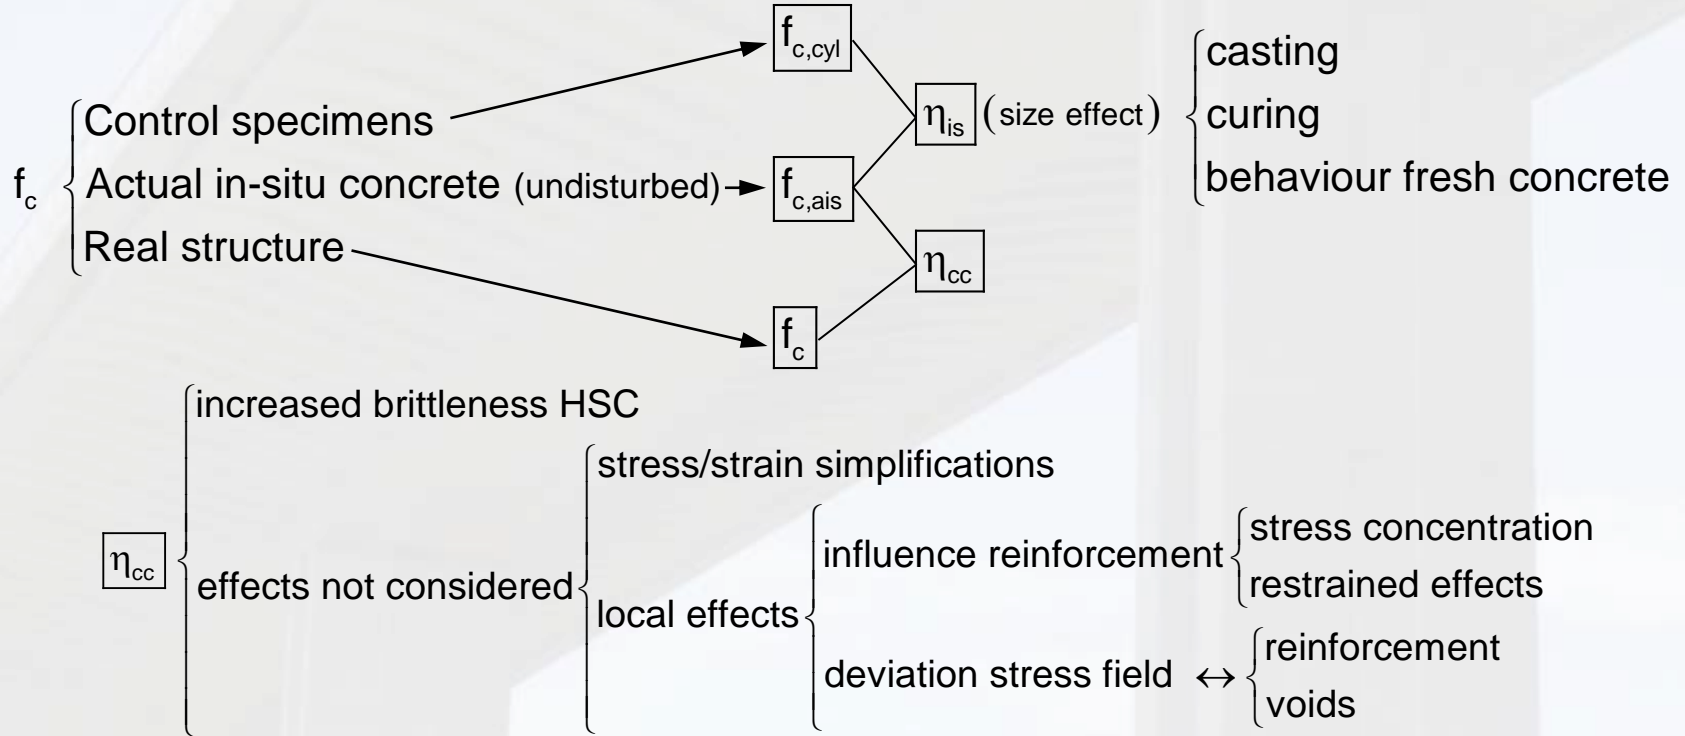 f_c
Control specimens
Actual in-situ concrete (undisturbed)
Real structure
f_c,cyl
f_c,ais
f_c
η_is (size effect)
η_cc
casting
curing
behaviour fresh concrete
η_cc
increased brittleness HSC
effects not considered
stress/strain simplifications
local effects
influence reinforcement
stress concentration
restrained effects
deviation stress field ↔
reinforcement
voids